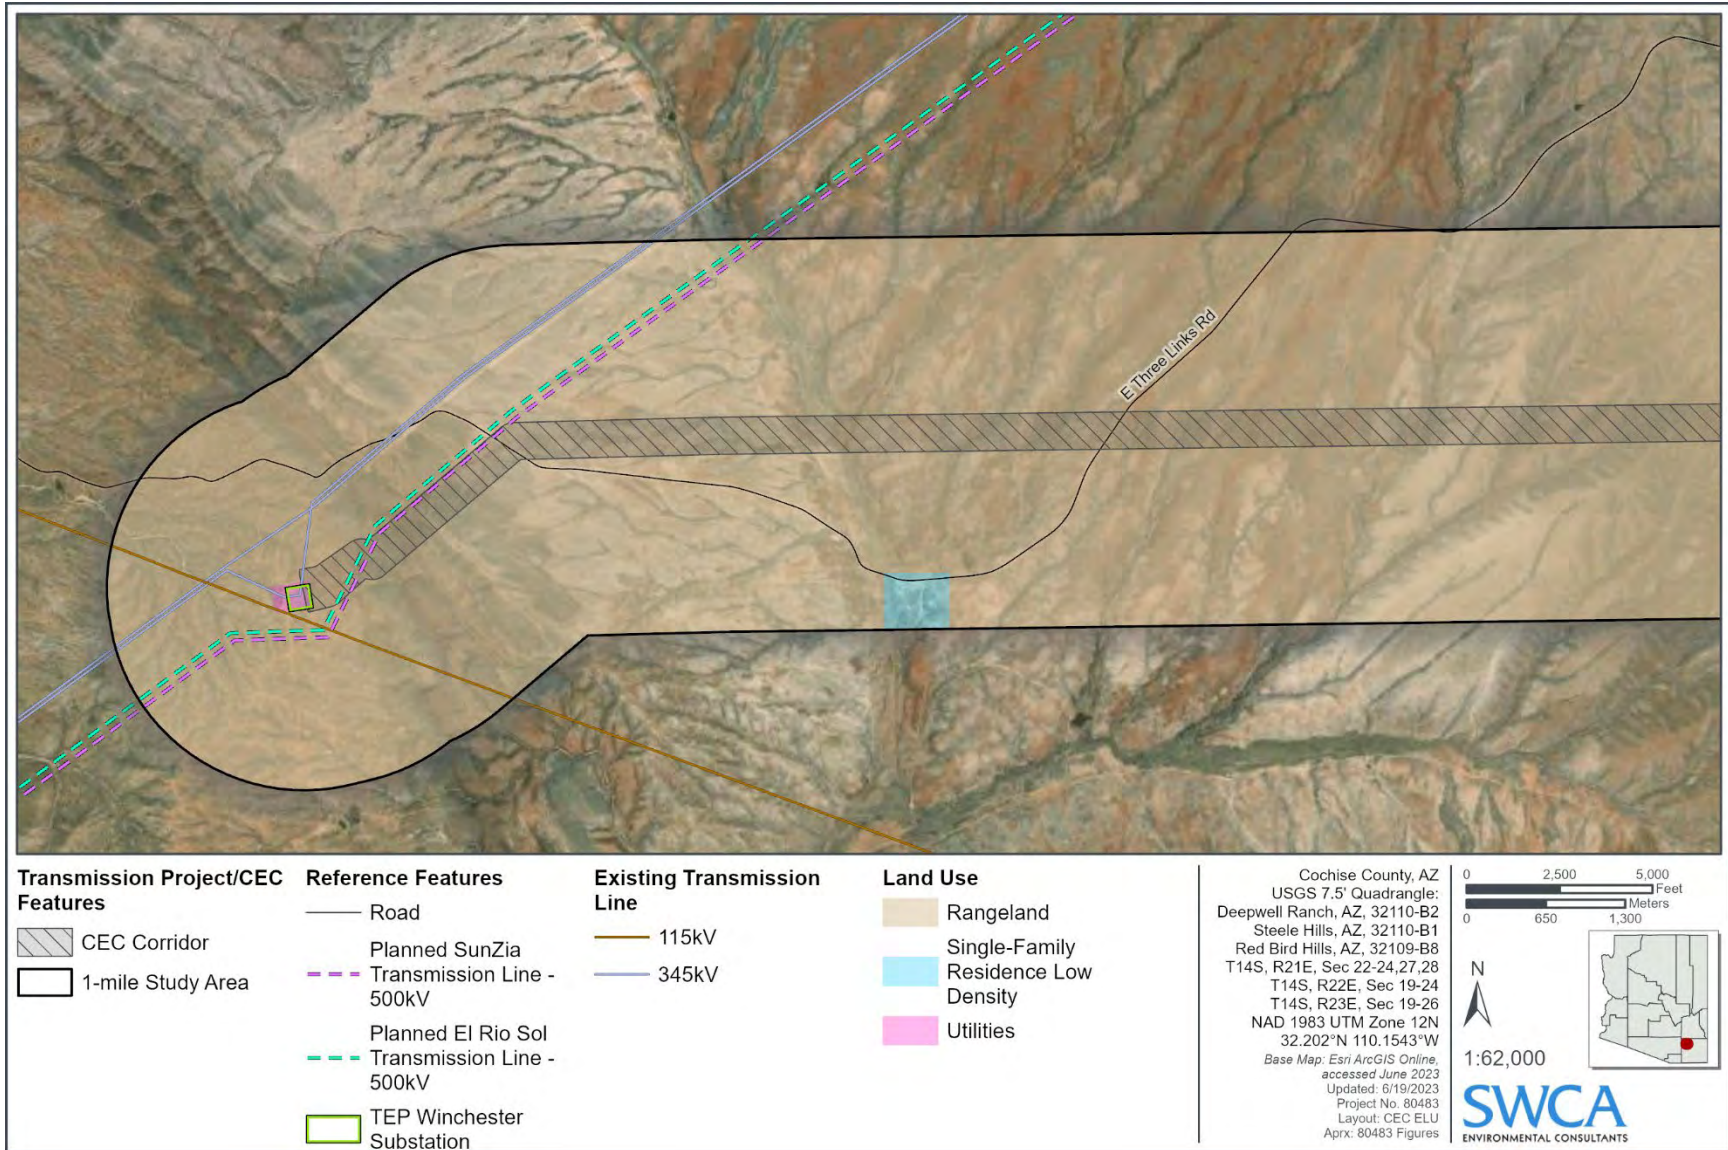 E Three Links Rd
Transmission Project/CEC
Features
CEC Corridor
1-mile Study Area
Reference Features
Road
Planned SunZia
Transmission Line -
500kV
Planned El Rio Sol
Transmission Line -
500kV
TEP Winchester
Substation
Existing Transmission
Line
115kV
345kV
Land Use
Rangeland
Single-Family
Residence Low
Density
Utilities
Cochise County, AZ
USGS 7.5' Quadrangle:
Deepwell Ranch, AZ, 32110-B2
Steele Hills, AZ, 32110-B1
Red Bird Hills, AZ, 32109-B8
T14S, R21E, Sec 22-24,27,28
T14S, R22E, Sec 19-24
T14S, R23E, Sec 19-26
NAD 1983 UTM Zone 12N
32.202°N 110.1543°W
Base Map: Esri ArcGIS Online,
accessed June 2023
Updated: 6/19/2023
Project No. 80483
Layout: CEC ELU
Aprx: 80483 Figures
0 2,500 5,000
Feet
Meters
0 650 1,300
N
1:62,000
SWCA
ENVIRONMENTAL CONSULTANTS